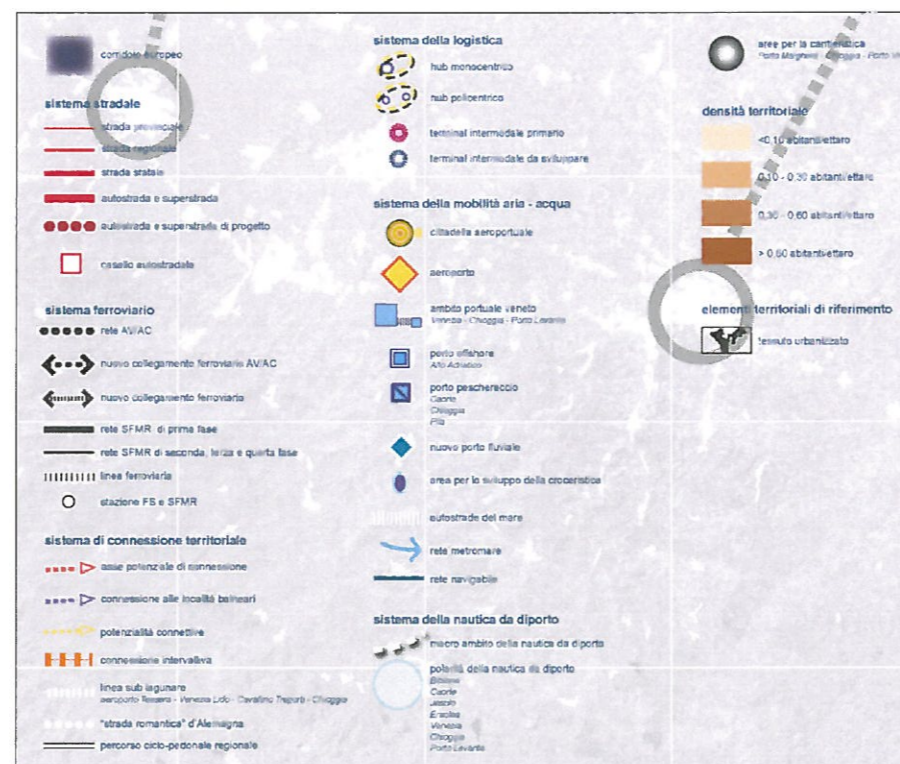 corridoio europeo
sistema stradale
strada provinciale
strada regionale
strada statale
autostrada e superstrada
autostrada e superstrada di progetto
casello autostradale
sistema ferroviario
rete AV/AC
nuovo collegamento ferroviario AV/AC
nuovo collegamento ferroviario
rete SFMR di prima fase
rete SFMR di seconda, terza e quarta fase
linea ferroviaria
stazione FS e SFMR
sistema di connessione territoriale
asse potenziale di connessione
connessione alle località balneari
potenzialità connettive
connessione intervalliva
linea sub lagunare
aeroporto Tessera - Venezia Lido - Cavallino Treporti - Chioggia
"strada romantica" d'Alemagna
percorso ciclo-pedonale regionale
sistema della logistica
hub monocentrico
hub policentrico
terminal intermodale primario
terminal intermodale da sviluppare
sistema della mobilità aria - acqua
cittadella aeroportuale
aeroporto
ambito portuale veneto
Venezia - Chioggia - Porto Levante
porto offshore
Alto Adriatico
porto peschereccio
Caorle
Chioggia
Pila
nuovo porto fluviale
area per lo sviluppo della crocieristica
autostrade del mare
rete metromare
rete navigabile
sistema della nautica da diporto
macro ambito della nautica da diporto
polarità della nautica da diporto
Bibione
Caorle
Jesolo
Eraclea
Venezia
Chioggia
Porto Levante
aree per la cantieristica
Porto Marghera - Chioggia - Porto
densità territoriale
<0,10 abitanti/ettaro
0,10 - 0,30 abitanti/ettaro
0,30 - 0,60 abitanti/ettaro
> 0,60 abitanti/ettaro
elementi territoriali di riferimento
tessuto urbanizzato